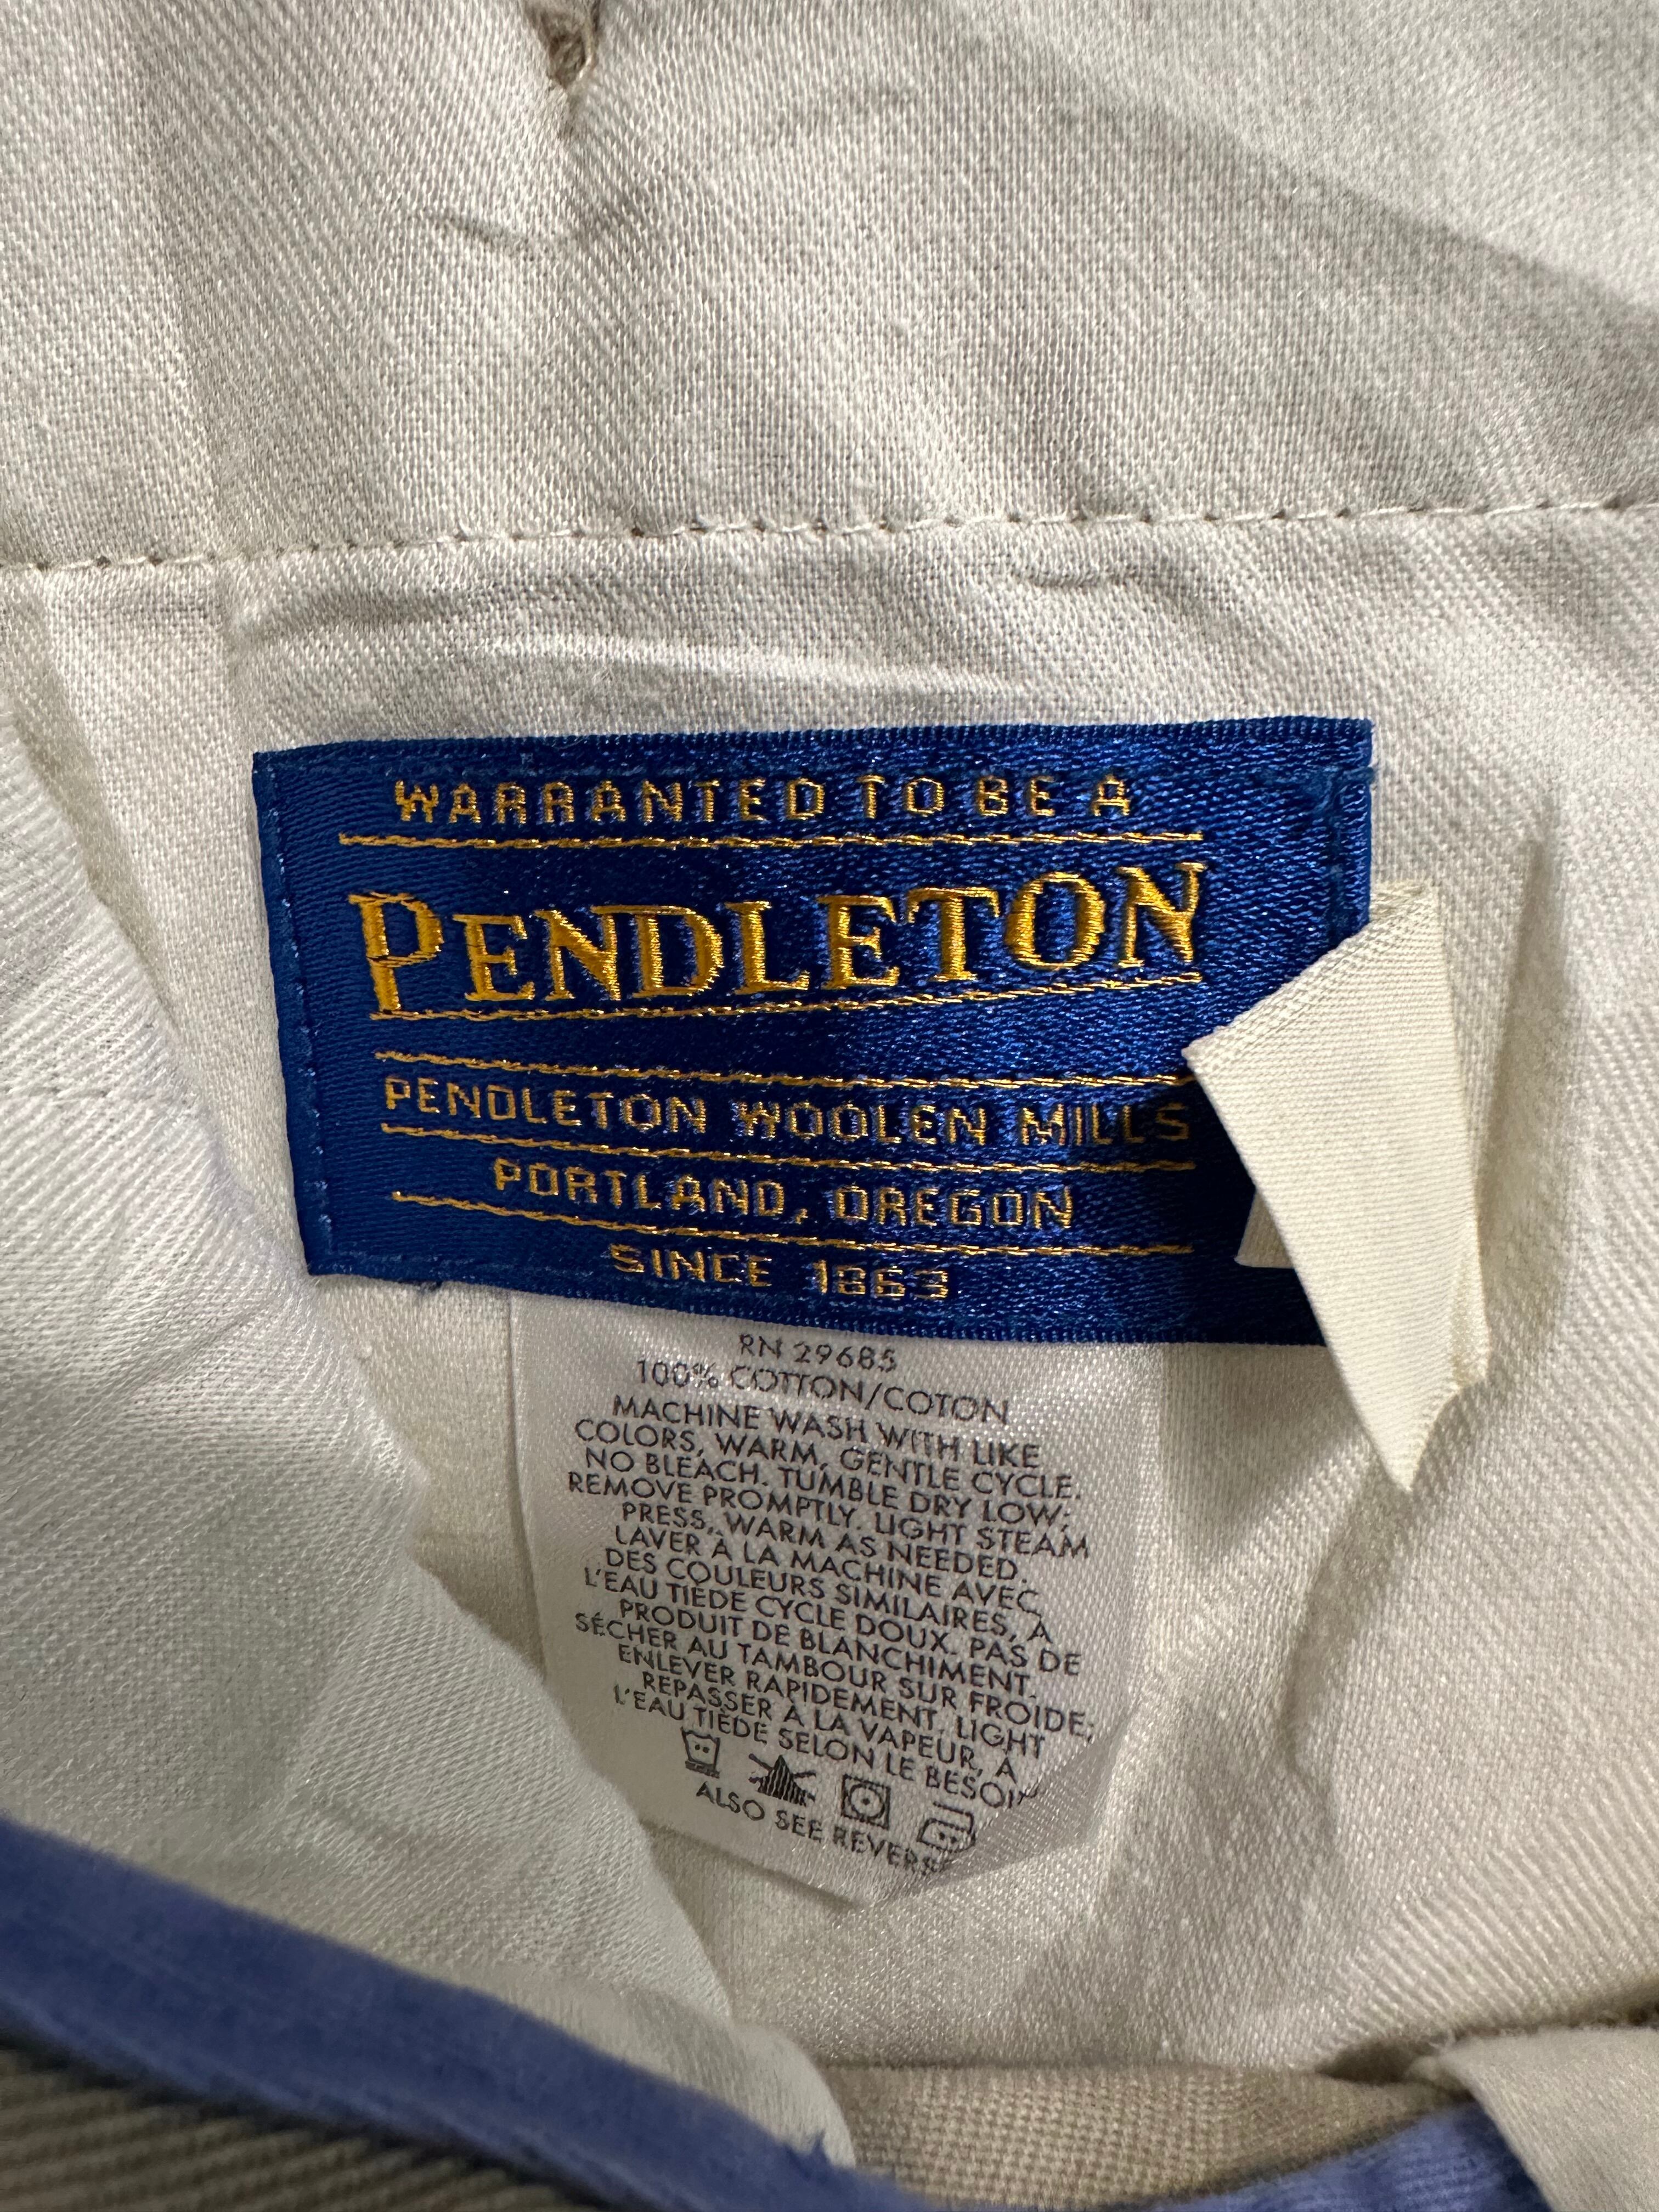 WARRANTED TO BE A
PENDLETON
PENDLETON WOOLEN MILLS
PORTLAND, OREGON
SINCE 1863
RN 29685
100% COTTON/COTON
MACHINE WASH WITH LIKE
COLORS, WARM, GENTLE CYCLE.
NO BLEACH. TUMBLE DRY LOW;
REMOVE PROMPTLY. LIGHT STEAM
PRESS, WARM AS NEEDED.
LAVER À LA MACHINE AVEC
DES COULEURS SIMILAIRES, À
L'EAU TIÈDE CYCLE DOUX. PAS DE
PRODUIT DE BLANCHIMENT.
SÉCHER AU TAMBOUR SUR FROIDE;
ENLEVER RAPIDEMENT. LIGHT
REPASSER À LA VAPEUR, À
L'EAU TIÈDE SELON LE BESOIN
ALSO SEE REVERSE